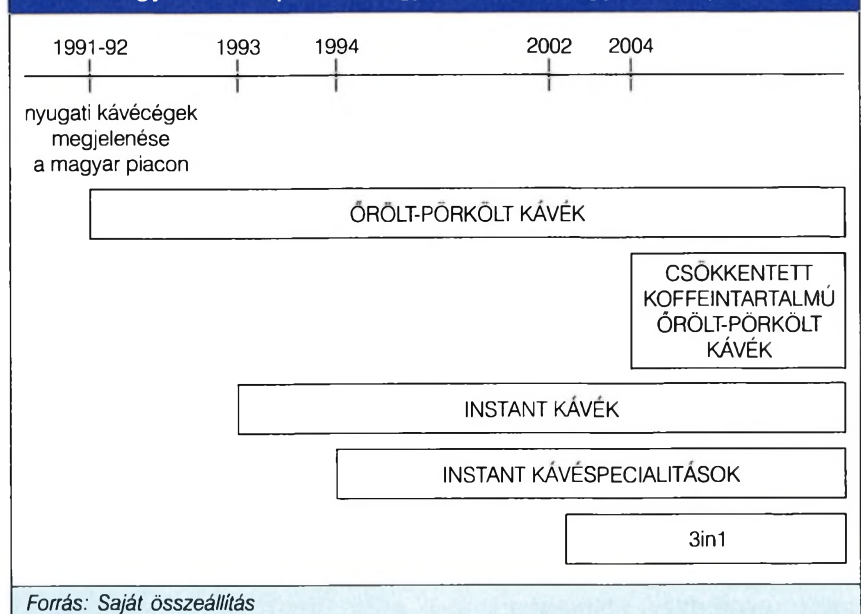 1991-92 1993 1994 2002 2004
nyugati kávécégek
megjelenése
a magyar piacon
ŐRÖLT-PÖRKÖLT KÁVÉK
CSÖKKENTETT
KOFFEINTARTALMÚ
ŐRÖLT-PÖRKÖLT
KÁVÉK
INSTANT KÁVÉK
INSTANT KÁVÉSPECIALITÁSOK
3in1
Forrás: Saját összeállítás